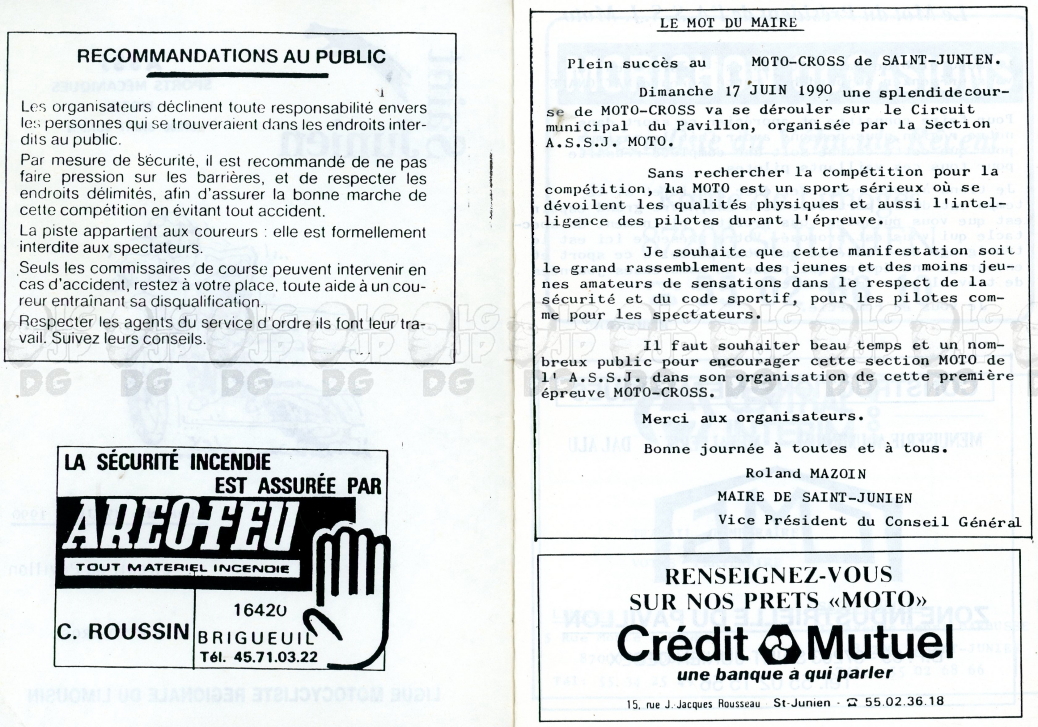 RECOMMANDATIONS AU PUBLIC
Les organisateurs déclinent toute responsabilité envers
les personnes qui se trouveraient dans les endroits inter-
dits au public.
Par mesure de sécurité, il est recommandé de ne pas
faire pression sur les barrières, et de respecter les
endroits délimités, afin d'assurer la bonne marche de
cette compétition en évitant tout accident.
La piste appartient aux coureurs : elle est formellement
interdite aux spectateurs.
Seuls les commissaires de course peuvent intervenir en
cas d'accident, restez à votre place, toute aide à un cou-
reur entraînant sa disqualification.
Respecter les agents du service d'ordre ils font leur tra-
vail. Suivez leurs conseils.
LA SÉCURITÉ INCENDIE
EST ASSURÉE PAR
AREO-FEU
TOUT MATERIEL INCENDIE
C. ROUSSIN
16420
BRIGUEUIL
Tél. 45.71.03.22
LE MOT DU MAIRE
Plein succès au MOTO-CROSS de SAINT-JUNIEN.
Dimanche 17 JUIN 1990 une splendide cour-
se de MOTO-CROSS va se dérouler sur le Circuit
municipal du Pavillon, organisée par la Section
A.S.S.J. MOTO.
Sans rechercher la compétition pour la
compétition, la MOTO est un sport sérieux où se
dévoilent les qualités physiques et aussi l'intel-
ligence des pilotes durant l'épreuve.
Je souhaite que cette manifestation soit
le grand rassemblement des jeunes et des moins jeu-
nes amateurs de sensations dans le respect de la
sécurité et du code sportif, pour les pilotes com-
me pour les spectateurs.
Il faut souhaiter beau temps et un nom-
breux public pour encourager cette section MOTO de
l' A.S.S.J. dans son organisation de cette première
épreuve MOTO-CROSS.
Merci aux organisateurs.
Bonne journée à toutes et à tous.
Roland MAZOIN
MAIRE DE SAINT-JUNIEN
Vice Président du Conseil Général
RENSEIGNEZ-VOUS
SUR NOS PRETS «MOTO»
Crédit Mutuel
une banque à qui parler
15, rue J. Jacques Rousseau St-Junien - ☎ 55.02.36.18